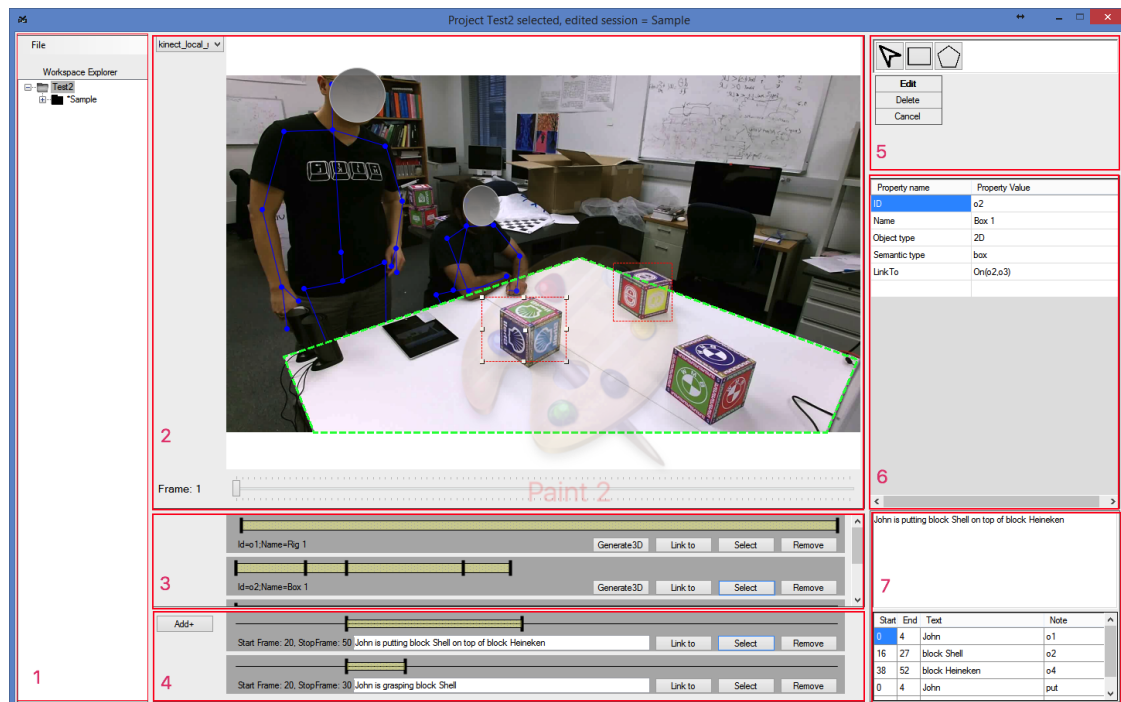 Project Test2 selected, edited session = Sample
File
Workspace Explorer
Test2
*Sample
1
kinect_local_
2
Frame: 1
Paint 2
Id=o1;Name=Rig 1
Generate3D
Link to
Select
Remove
Id=o2;Name=Box 1
Generate3D
Link to
Select
Remove
3
Add+
Start Frame: 20, StopFrame: 50 John is putting block Shell on top of block Heineken
Link to
Select
Remove
Start Frame: 20, StopFrame: 30 John is grasping block Shell
Link to
Select
Remove
4
Edit
Delete
Cancel
5
Property name Property Value
ID o2
Name Box 1
Object type 2D
Semantic type box
LinkTo On(o2,o3)
6
John is putting block Shell on top of block Heineken
7
Start End Text Note
0 4 John o1
16 27 block Shell o2
38 52 block Heineken o4
0 4 John put